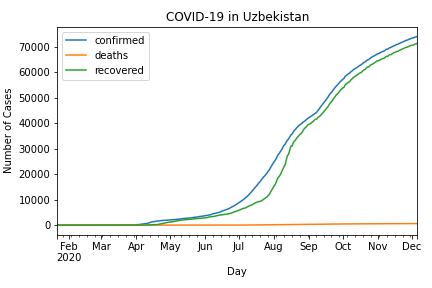 COVID-19 in Uzbekistan
confirmed
deaths
recovered
Number of Cases
70000
60000
50000
40000
30000
20000
10000
0
Feb Mar Apr May Jun Jul Aug Sep Oct Nov Dec
2020
Day